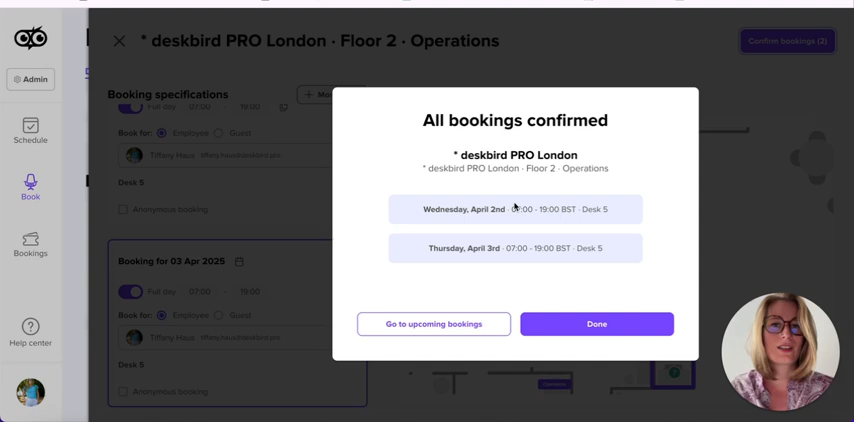 * deskbird PRO London · Floor 2 · Operations
Confirm bookings (2)
Admin
Schedule
Book
Bookings
Help center
Booking specifications
Full day 07:00 - 19:00
Book for: Employee Guest
Tiffany Haus
Desk 5
Anonymous booking
Booking for 03 Apr 2025
Full day 07:00 - 19:00
Book for: Employee Guest
Tiffany Haus
Desk 5
Anonymous booking
All bookings confirmed
* deskbird PRO London
* deskbird PRO London · Floor 2 · Operations
Wednesday, April 2nd · 07:00 - 19:00 BST · Desk 5
Thursday, April 3rd · 07:00 - 19:00 BST · Desk 5
Go to upcoming bookings
Done
Operations